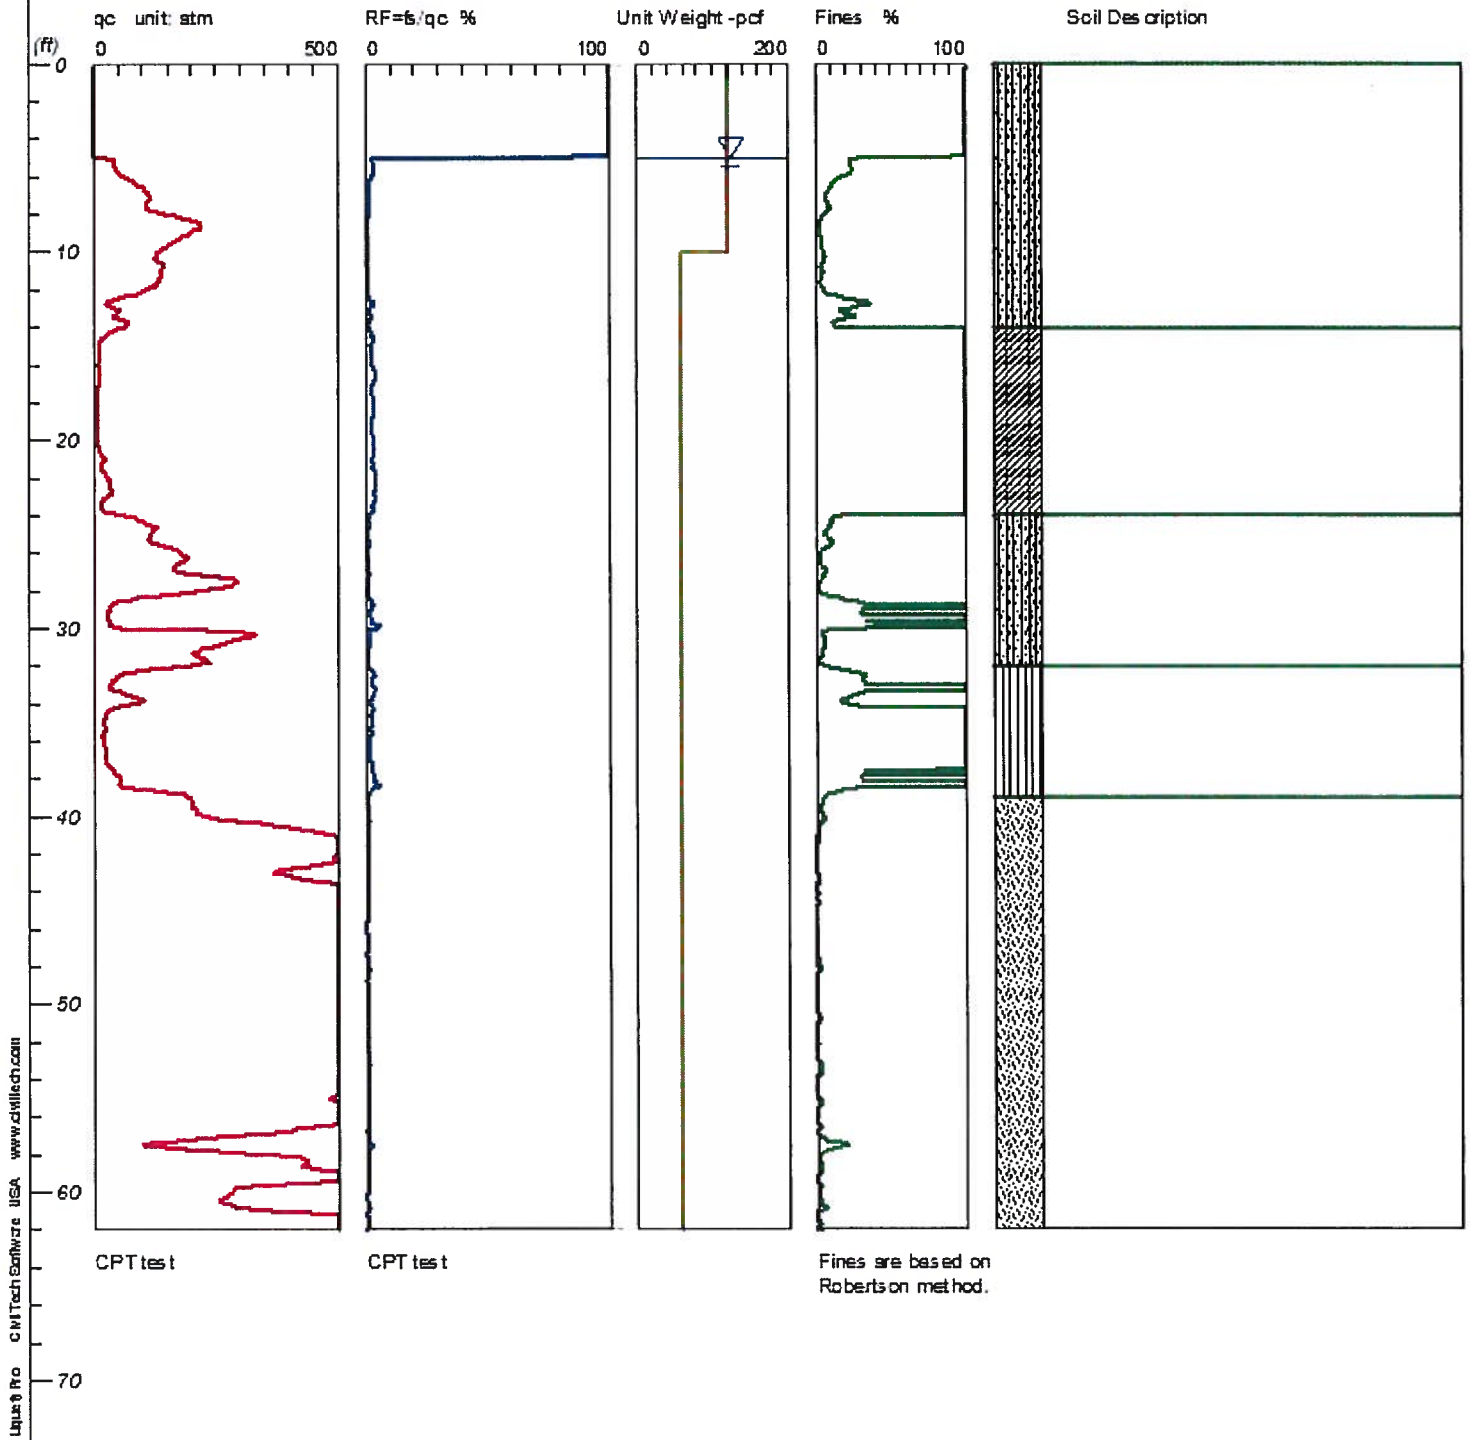 qc unit: atm RF=fs/qc % Unit Weight -pcf Fines % Soil Description
(ft) 0 500 0 100 0 200 0 100
0
10
20
30
40
50
60
70
CPT test CPT test Fines are based on
Robertson method.
CivilTech Software USA www.civiltech.com